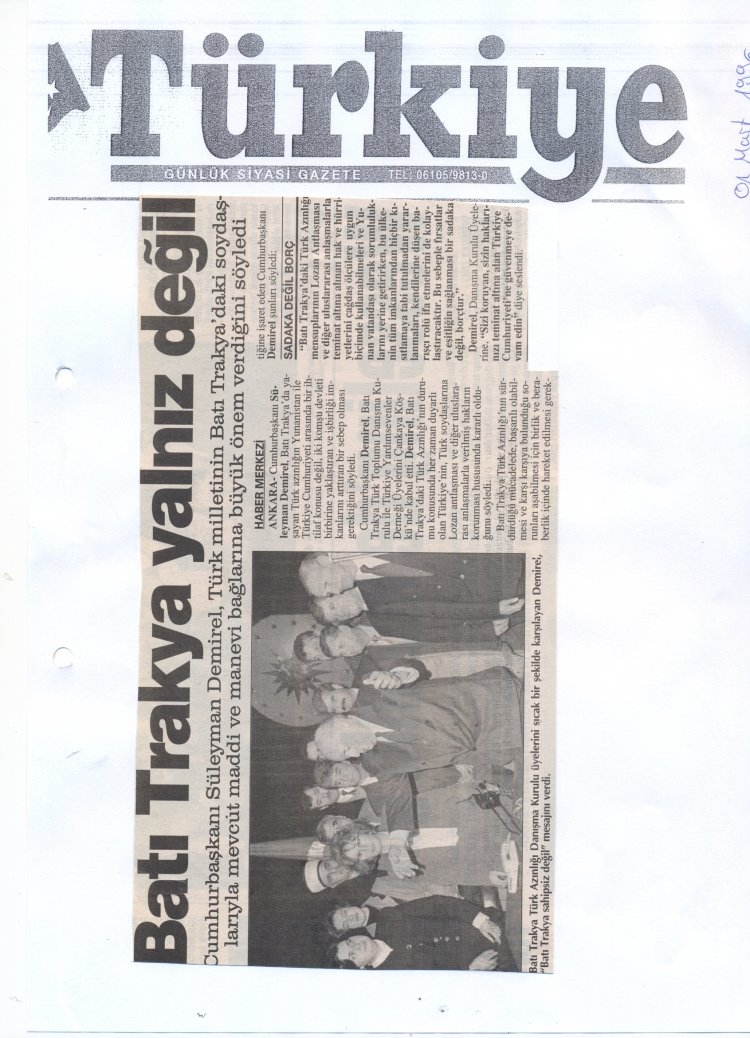 Türkiye
GÜNLÜK SİYASİ GAZETE TEL: 06105/9813-0
01 Mart 1996
Batı Trakya yalnız değil
Cumhurbaşkanı Süleyman Demirel, Türk milletinin Batı Trakya'daki soydaş-
larıyla mevcut maddi ve manevi bağlarına büyük önem verdiğini söyledi
HABER MERKEZİ
ANKARA- Cumhurbaşkanı Sü-
leyman Demirel, Batı Trakya'da ya-
şayan Türk azınlığın Yunanistan ile
Türkiye Cumhuriyeti arasında bir ih-
tilaf konusu değil, iki komşu devleti
birbirine yaklaştıran ve işbirliği im-
kanlarını arttıran bir sebep olması
gerektiğini söyledi.
Cumhurbaşkanı Demirel, Batı
Trakya Türk Toplumu Danışma Ku-
rulu ile Türkiye Yardımsevenler
Derneği Üyelerini Çankaya Köş-
kü'nde kabul etti. Demirel, Batı
Trakya'daki Türk Azınlığı'nın duru-
mu konusunda her zaman duyarlı
olan Türkiye'nin, Türk soydaşlarına
Lozan antlaşması ve diğer uluslara-
rası anlaşmalarla verilmiş hakların
korunması hususunda kararlı oldu-
ğunu söyledi.
Batı Trakya Türk Azınlığı'nın sür-
dürdüğü mücadelede, başarılı olabil-
mesi ve karşı karşıya bulunduğu so-
runları aşabilmesi için birlik ve bera-
berlik içinde hareket edilmesi gerek-
tiğine işaret eden Cumhurbaşkanı
Demirel şunları söyledi:
SADAKA DEĞİL BORÇ
"Batı Trakya'daki Türk Azınlığı
mensuplarının Lozan Antlaşması
ve diğer uluslararası anlaşmalarla
teminat altına alınan hak ve hürri-
yetlerini çağdaş ölçülere uygun
biçimde kullanabilmeleri ve Yu-
nan vatandaşı olarak sorumluluk-
larını yerine getirirken, bu ülke-
nin tüm imkanlarından hiçbir kı-
sıtlamaya tabi tutulmadan yarar-
lanmaları, kendilerine düşen ba-
rışçı rolü ifa etmelerini de kolay-
laştıracaktır. Bu sebeple fırsatlar
ve eşitliğin sağlanması bir sadaka
değil, borçtur."
Demirel, Danışma Kurulu Üyele-
rine, "Sizi koruyan, sizin hakları-
nızı teminat altına alan Türkiye
Cumhuriyeti'ne güvenmeye de-
vam edin" diye seslendi.
Batı Trakya Türk Azınlığı Danışma Kurulu üyelerini sıcak bir şekilde karşılayan Demirel,
"Batı Trakya sahipsiz değil" mesajını verdi.